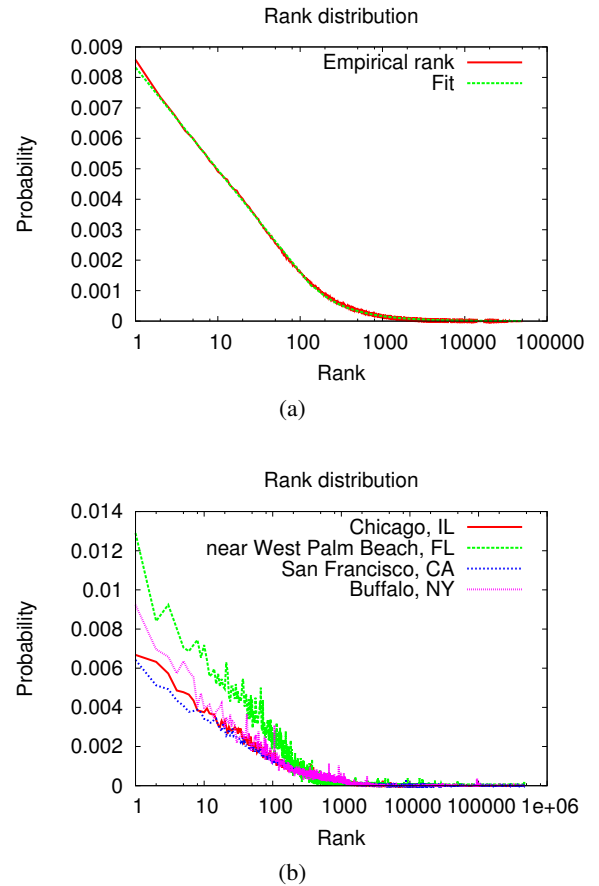 Rank distribution
0.009
0.008
0.007
0.006
0.005
0.004
0.003
0.002
0.001
0
Probability
Empirical rank
Fit
1 10 100 1000 10000 100000
Rank
(a)
Rank distribution
0.014
0.012
0.01
0.008
0.006
0.004
0.002
0
Probability
Chicago, IL
near West Palm Beach, FL
San Francisco, CA
Buffalo, NY
1 10 100 1000 10000 100000 1e+06
Rank
(b)